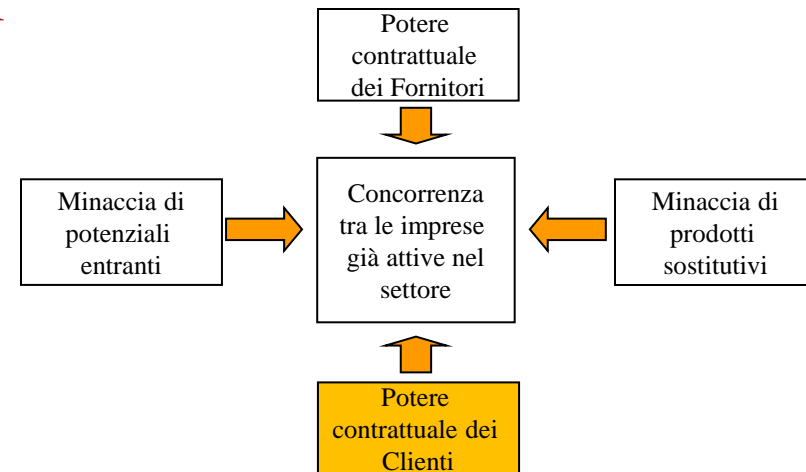 Potere
contrattuale
dei Fornitori
Minaccia di
potenziali
entranti
Concorrenza
tra le imprese
già attive nel
settore
Minaccia di
prodotti
sostitutivi
Potere
contrattuale dei
Clienti